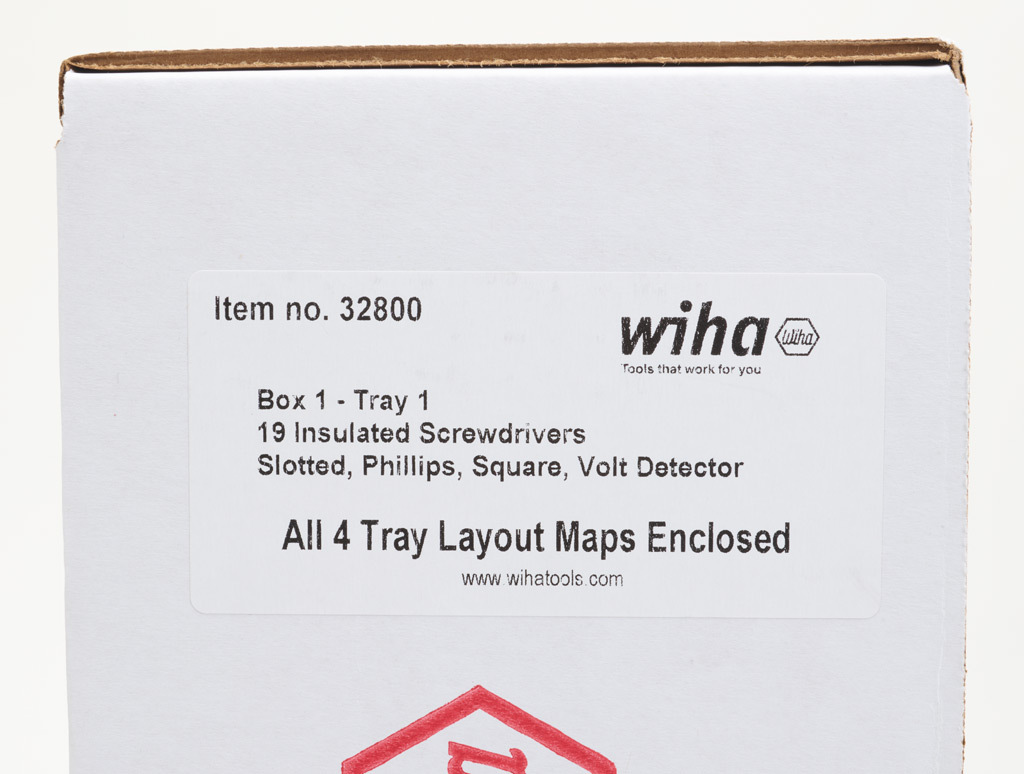 Item no. 32800
wiha Wiha
Tools that work for you
Box 1 - Tray 1
19 Insulated Screwdrivers
Slotted, Phillips, Square, Volt Detector
All 4 Tray Layout Maps Enclosed
www.wihatools.com